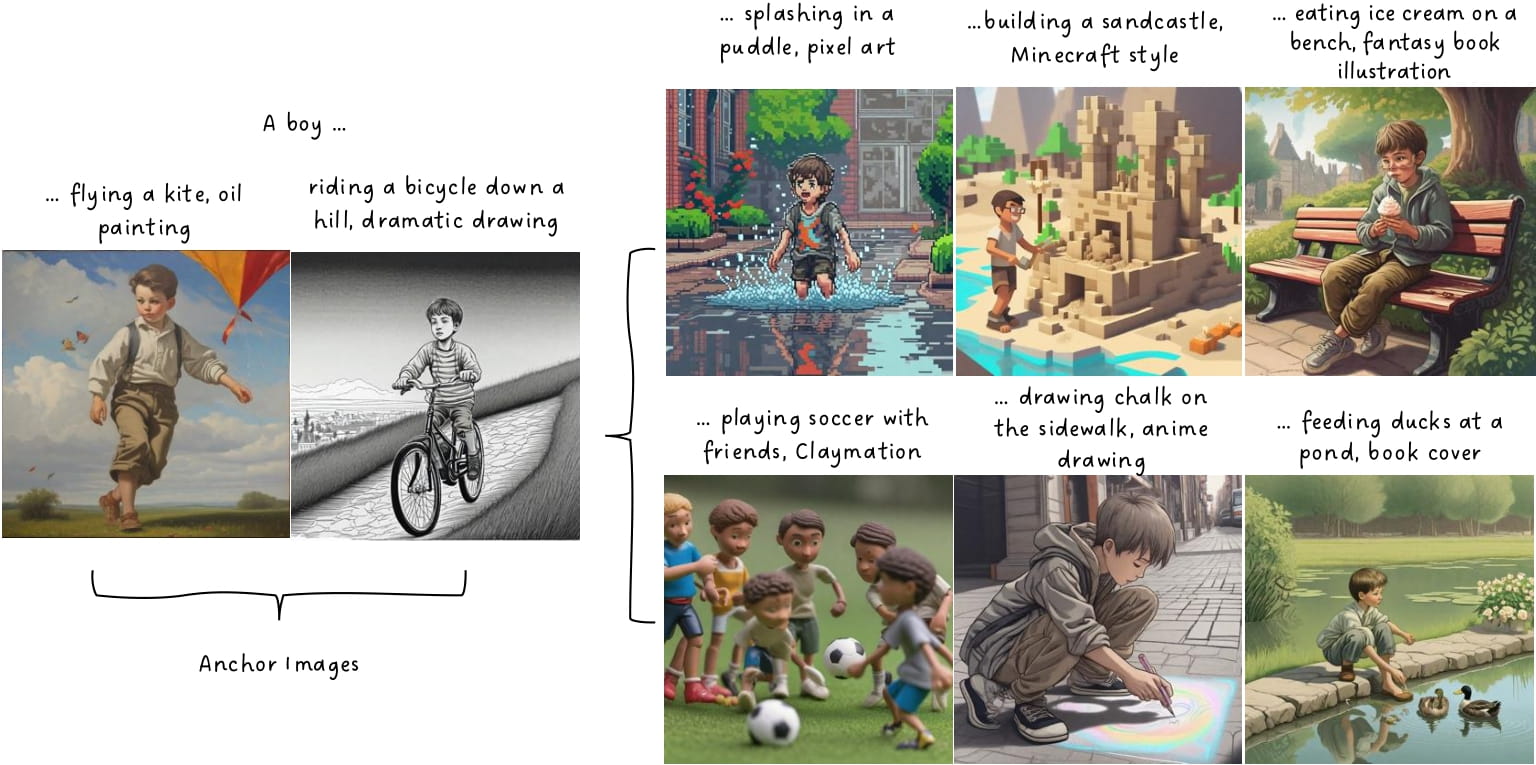 A boy ...
... flying a kite, oil
painting
riding a bicycle down a
hill, dramatic drawing
Anchor Images
... splashing in a
puddle, pixel art
...building a sandcastle,
Minecraft style
... eating ice cream on a
bench, fantasy book
illustration
... playing soccer with
friends, Claymation
... drawing chalk on
the sidewalk, anime
drawing
... feeding ducks at a
pond, book cover